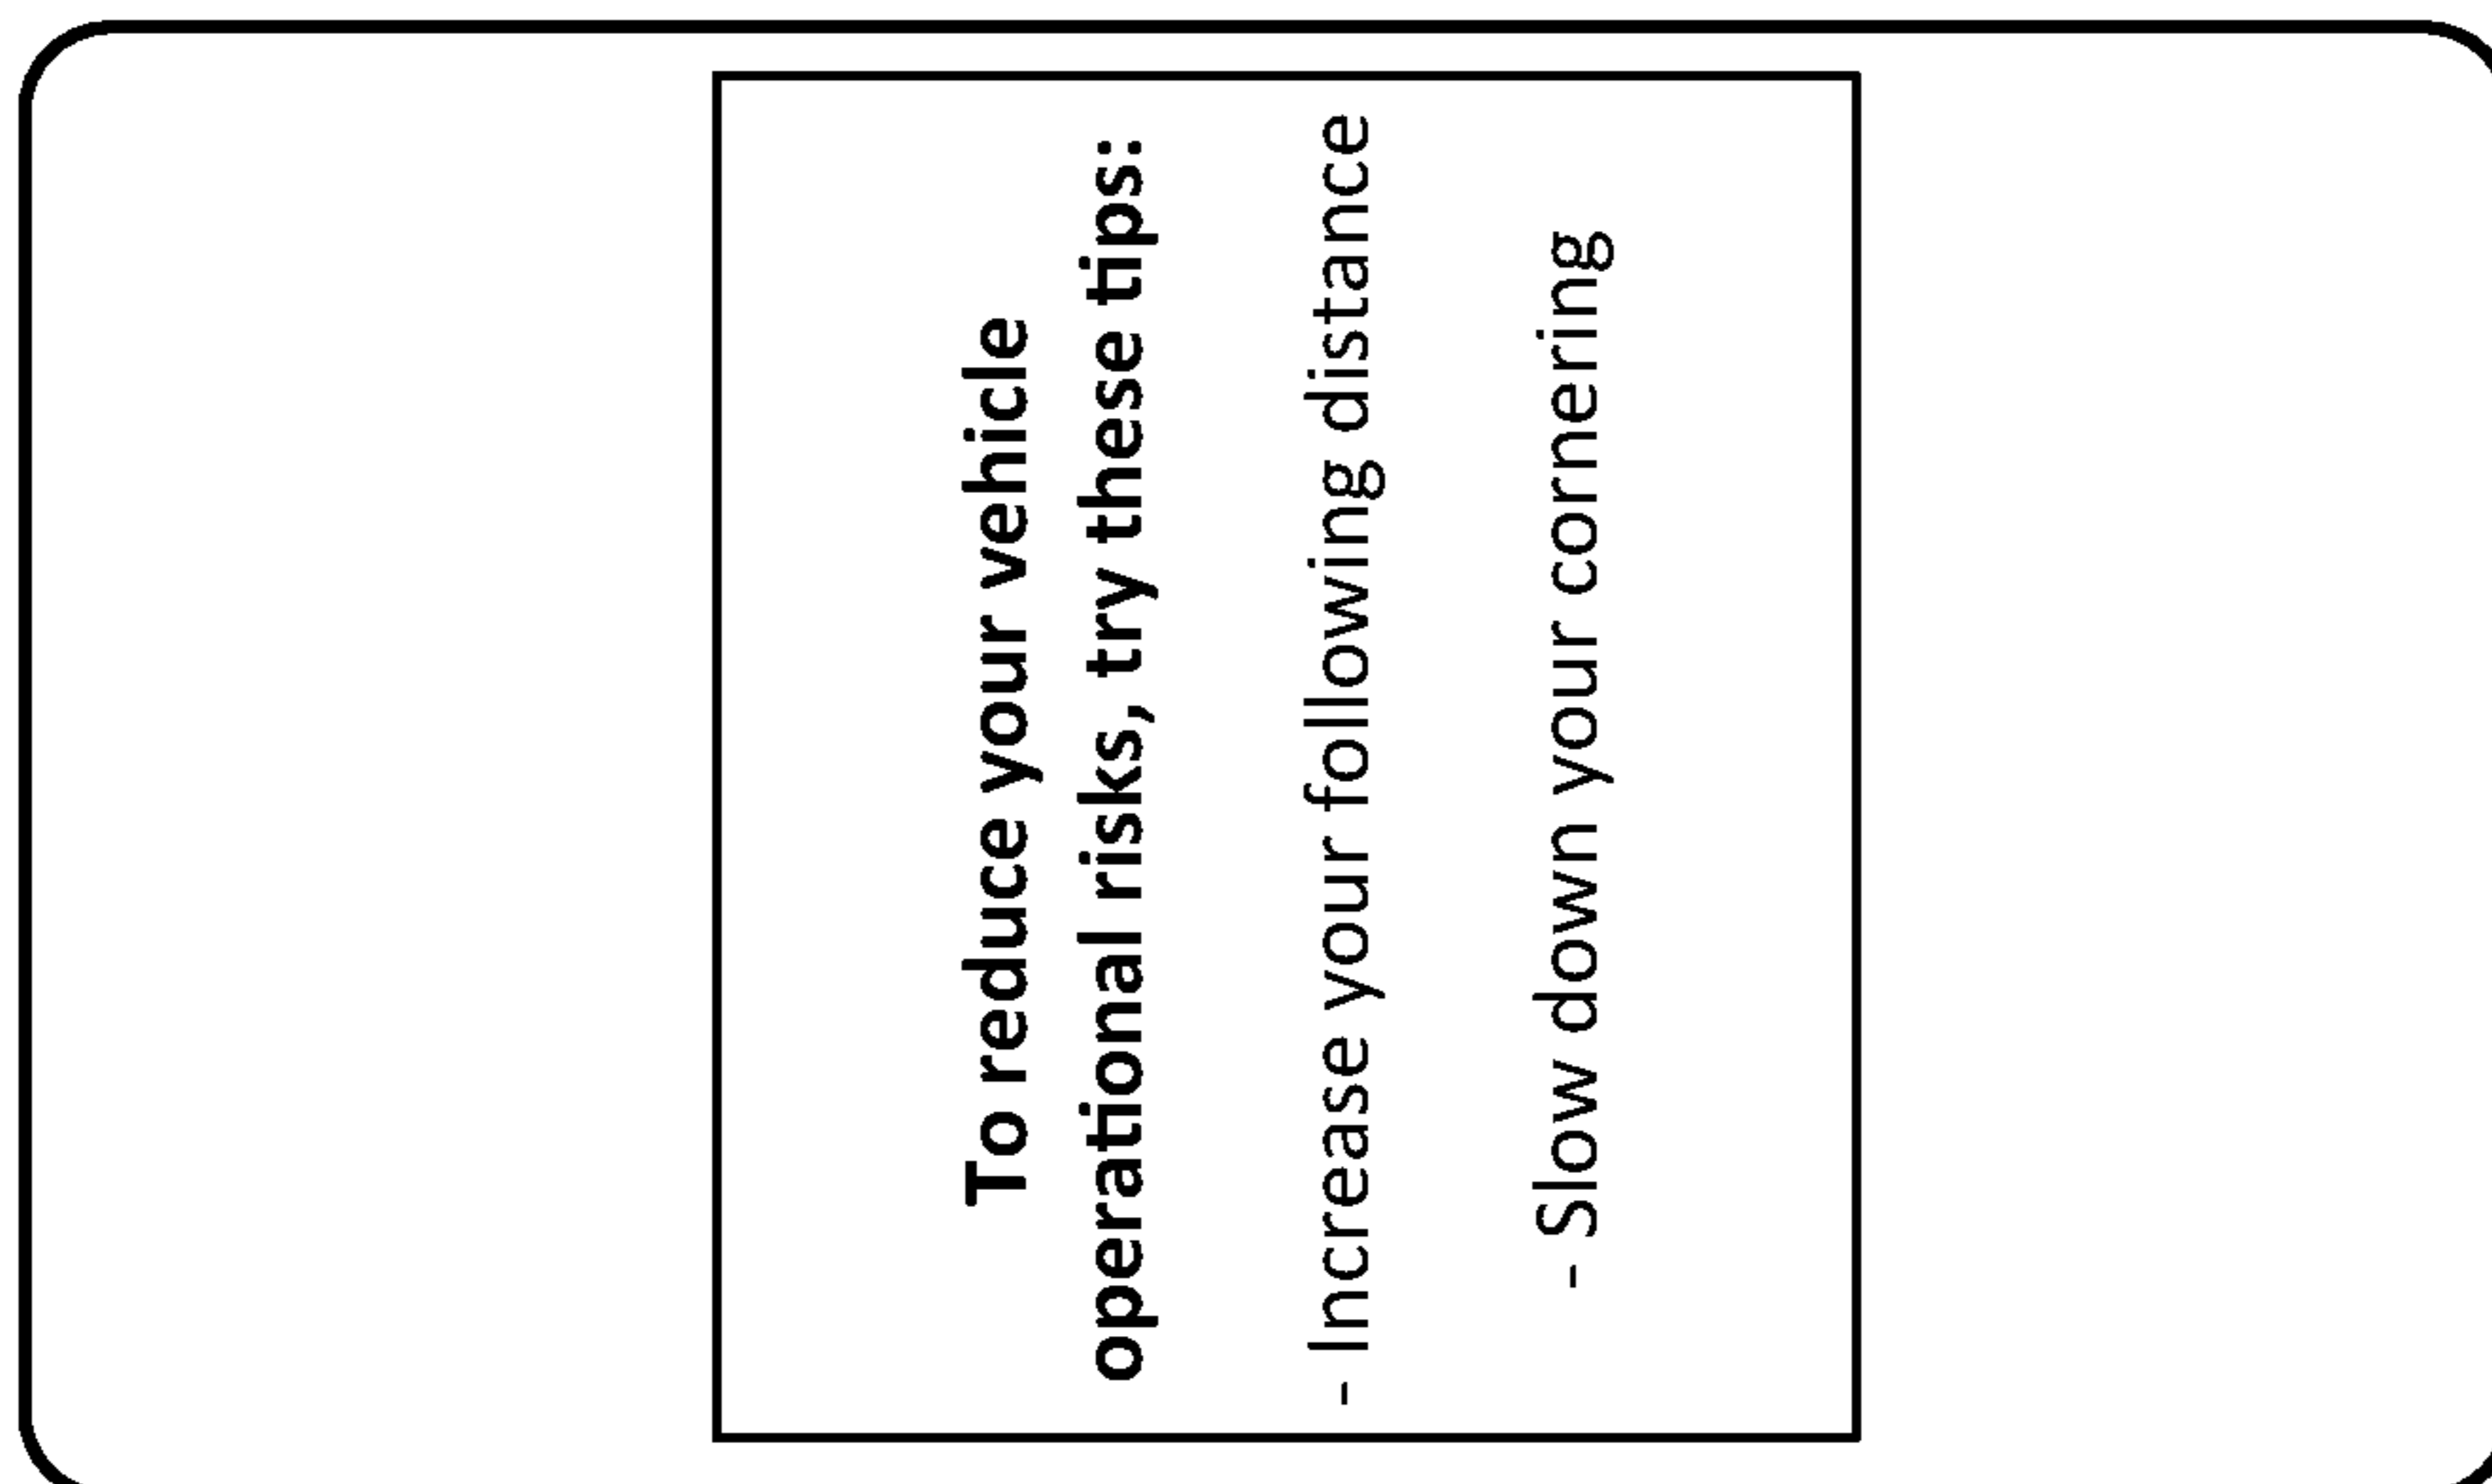 To reduce your vehicle
operational risks, try these tips:
- Increase your following distance
- Slow down your cornering